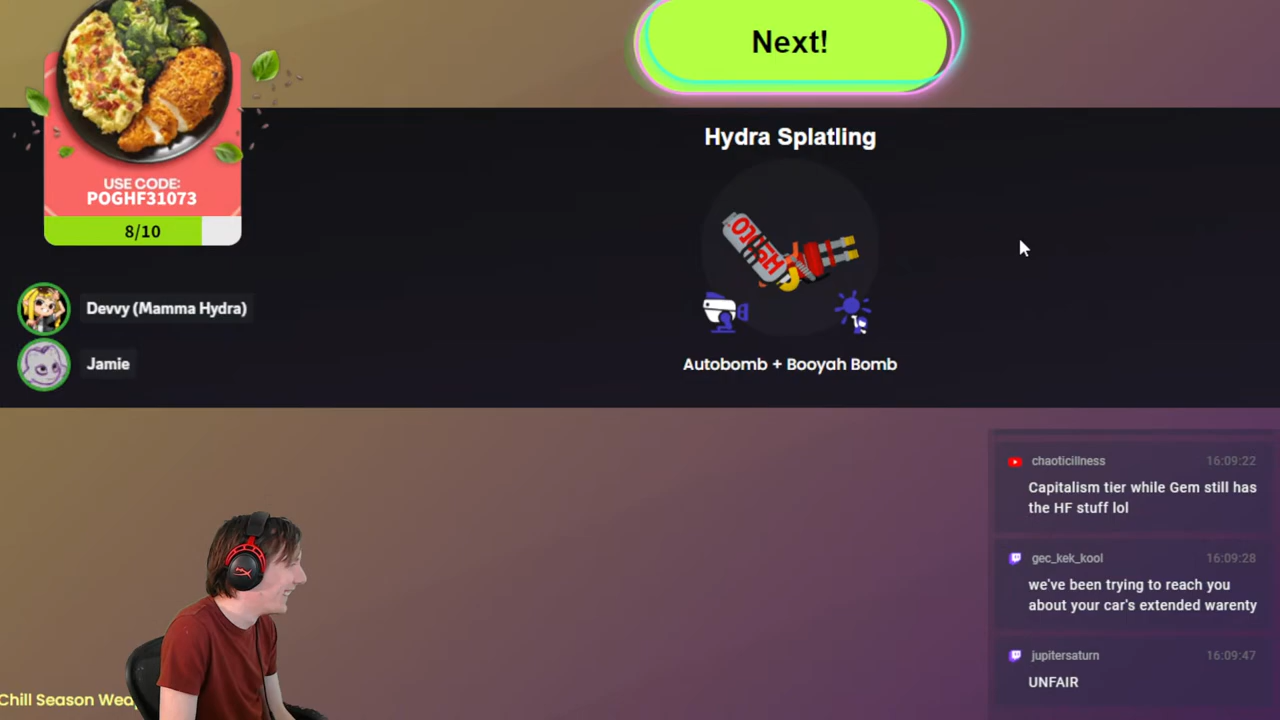 Next!
Hydra Splatling
USE CODE:
POGHF31073
8/10
Devvy (Mamma Hydra)
Jamie
Autobomb + Booyah Bomb
chaoticillness 16:09:22
Capitalism tier while Gem still has
the HF stuff lol
gec_kek_kool 16:09:28
we've been trying to reach you
about your car's extended warenty
jupitersaturn 16:09:47
UNFAIR
Chill Season